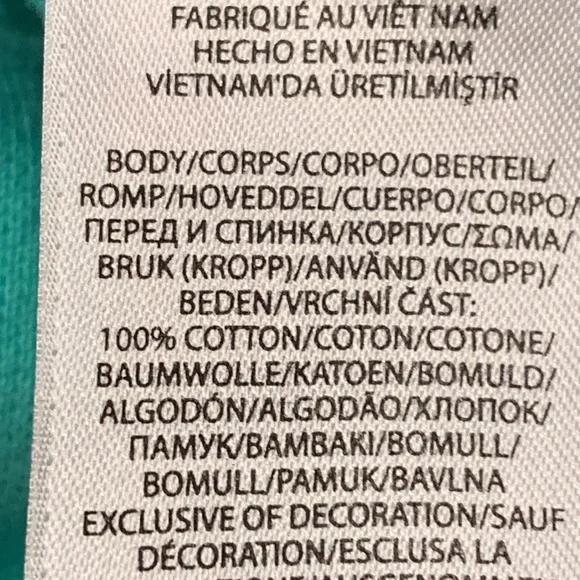 FABRIQUÉ AU VIÊT NAM
HECHO EN VIETNAM
VİETNAM'DA ÜRETİLMİŞTİR
BODY/CORPS/CORPO/OBERTEIL/
ROMP/HOVEDDEL/CUERPO/CORPO/
ПЕРЕД И СПИНКА/КОРПУС/ΣΩΜΑ/
BRUK (KROPP)/ANVÄND (KROPP)/
BEDEN/VRCHNÍ ČÁST:
100% COTTON/COTON/COTONE/
BAUMWOLLE/KATOEN/BOMULD/
ALGODÓN/ALGODÃO/ХЛОПОК/
ПАМУК/ΒΑΜΒΑΚΙ/BOMULL/
BOMULL/PAMUK/BAVLNA
EXCLUSIVE OF DECORATION/SAUF
DÉCORATION/ESCLUSA LA